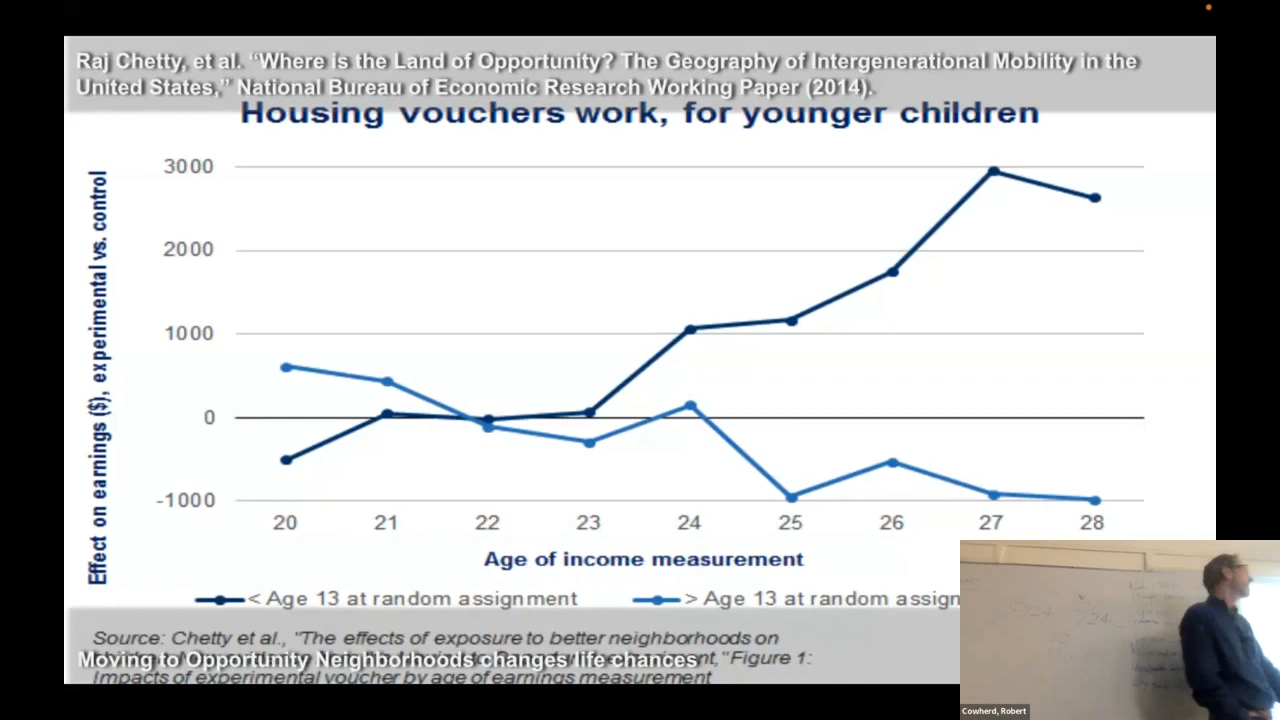 Raj Chetty, et al. “Where is the Land of Opportunity? The Geography of Intergenerational Mobility in the
United States,” National Bureau of Economic Research Working Paper (2014).
Housing vouchers work, for younger children
Effect on earnings ($), experimental vs. control
3000
2000
1000
0
-1000
20 21 22 23 24 25 26 27 28
Age of income measurement
< Age 13 at random assignment > Age 13 at random assign
Source: Chetty et al., "The effects of exposure to better neighborhoods on
Moving to Opportunity Neighborhoods changes life chances
," Figure 1:
Impacts of experimental voucher by age of earnings measurement
Cowherd, Robert